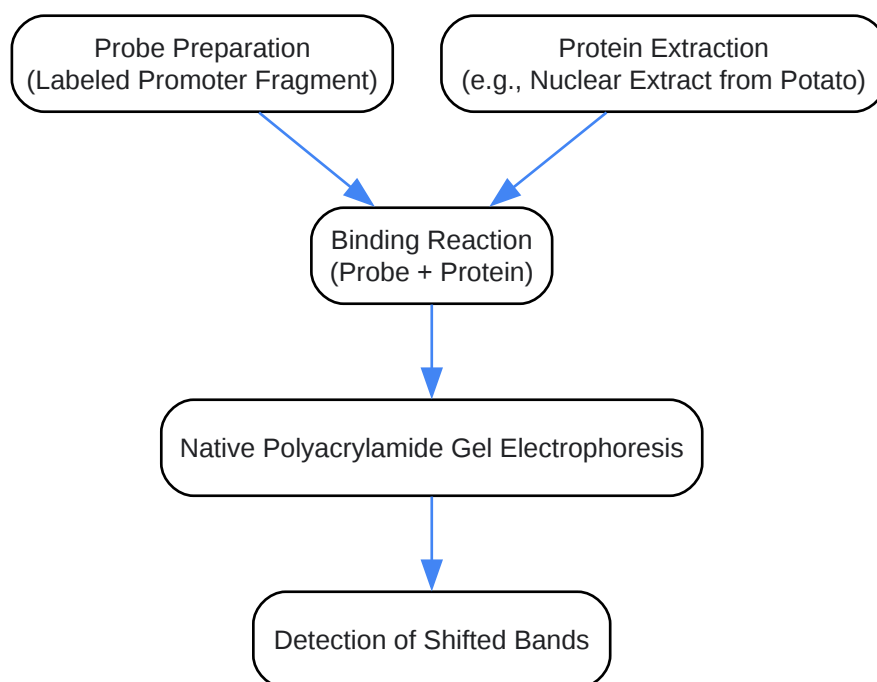 Probe Preparation
(Labeled Promoter Fragment)
Protein Extraction
(e.g., Nuclear Extract from Potato)
Binding Reaction
(Probe + Protein)
Native Polyacrylamide Gel Electrophoresis
Detection of Shifted Bands